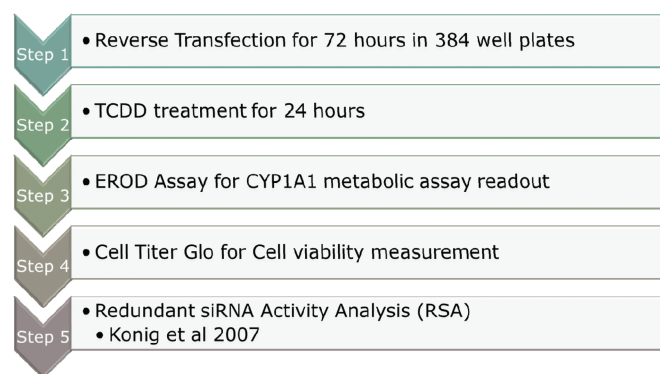 Step 1
• Reverse Transfection for 72 hours in 384 well plates
Step 2
• TCDD treatment for 24 hours
Step 3
• EROD Assay for CYP1A1 metabolic assay readout
Step 4
• Cell Titer Glo for Cell viability measurement
Step 5
• Redundant siRNA Activity Analysis (RSA)
• Konig et al 2007